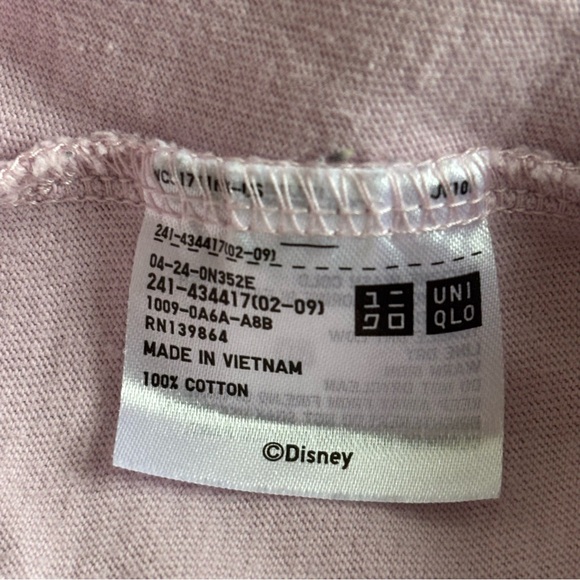 241-434417(02-09)
04-24-0N352E
241-434417(02-09)
1009-0A6A-A8B
RN139864
MADE IN VIETNAM
100% COTTON
ユニ
クロ
UNI
QLO
©Disney